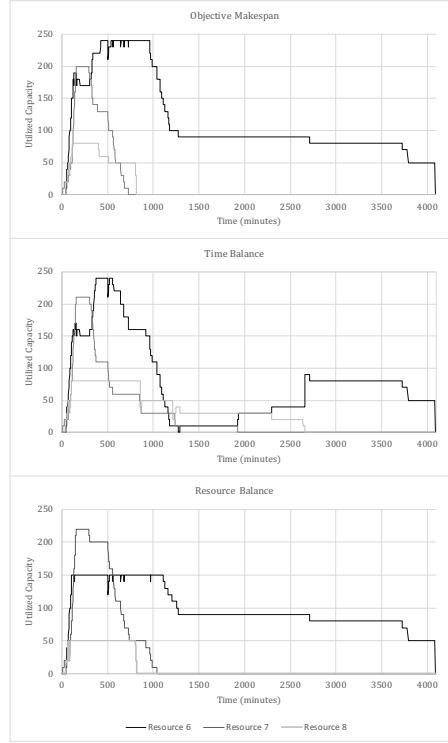 Objective Makespan
250
200
150
100
50
0
Utilized Capacity
0 500 1000 1500 2000 2500 3000 3500 4000
Time (minutes)
Time Balance
250
200
150
100
50
0
Utilized Capacity
0 500 1000 1500 2000 2500 3000 3500 4000
Time (minutes)
Resource Balance
250
200
150
100
50
0
Utilized Capacity
0 500 1000 1500 2000 2500 3000 3500 4000
Time (minutes)
Resource 6 Resource 7 Resource 8